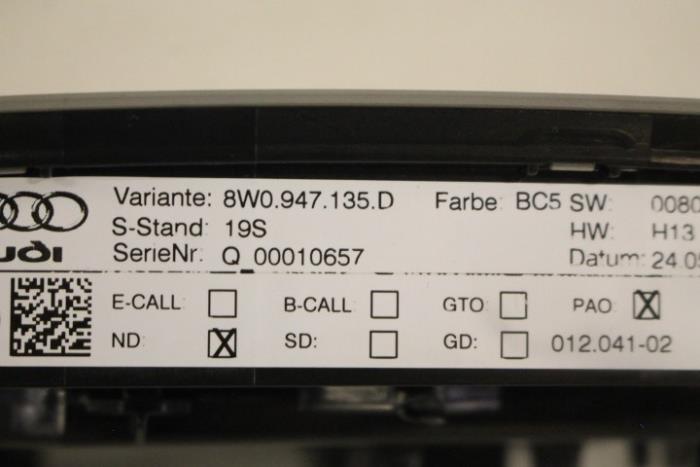 Variante: 8W0.947.135.D Farbe: BC5 SW: 0080
S-Stand: 19S HW: H13
SerieNr.: Q 00010657 Datum: 24.05
E-CALL: B-CALL GTO: PAO: X
ND: X SD: GD: 012.041-02